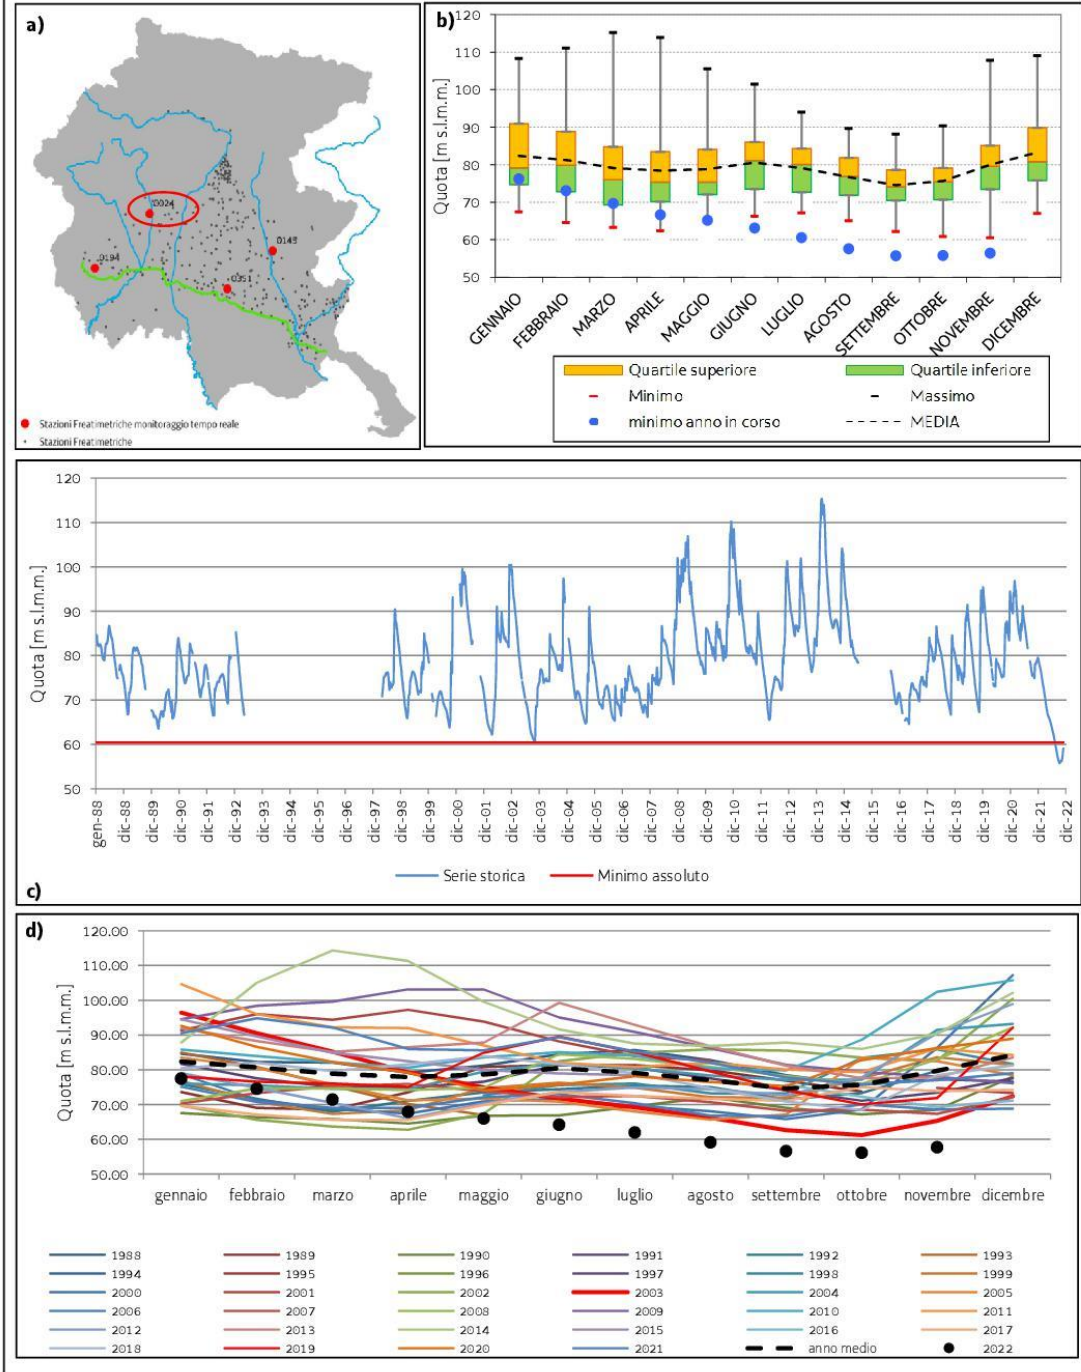 a)
0024
0194
0143
0351
Stazioni Freatimetriche monitoraggio tempo reale
Stazioni Freatimetriche
b)
Quota [m s.l.m.m.]
120
110
100
90
80
70
60
50
GENNAIO
FEBBRAIO
MARZO
APRILE
MAGGIO
GIUGNO
LUGLIO
AGOSTO
SETTEMBRE
OTTOBRE
NOVEMBRE
DICEMBRE
Quartile superiore Quartile inferiore
Minimo Massimo
minimo anno in corso MEDIA
Quota [m s.l.m.m.]
120
110
100
90
80
70
60
50
gen-88
dic-88
dic-89
dic-90
dic-91
dic-92
dic-93
dic-94
dic-95
dic-96
dic-97
dic-98
dic-99
dic-00
dic-01
dic-02
dic-03
dic-04
dic-05
dic-06
dic-07
dic-08
dic-09
dic-10
dic-11
dic-12
dic-13
dic-14
dic-15
dic-16
dic-17
dic-18
dic-19
dic-20
dic-21
dic-22
Serie storica Minimo assoluto
c)
d)
Quota [m s.l.m.m.]
120.00
110.00
100.00
90.00
80.00
70.00
60.00
50.00
gennaio febbraio marzo aprile maggio giugno luglio agosto settembre ottobre novembre dicembre
1988 1989 1990 1991 1992 1993
1994 1995 1996 1997 1998 1999
2000 2001 2002 2003 2004 2005
2006 2007 2008 2009 2010 2011
2012 2013 2014 2015 2016 2017
2018 2019 2020 2021 anno medio 2022